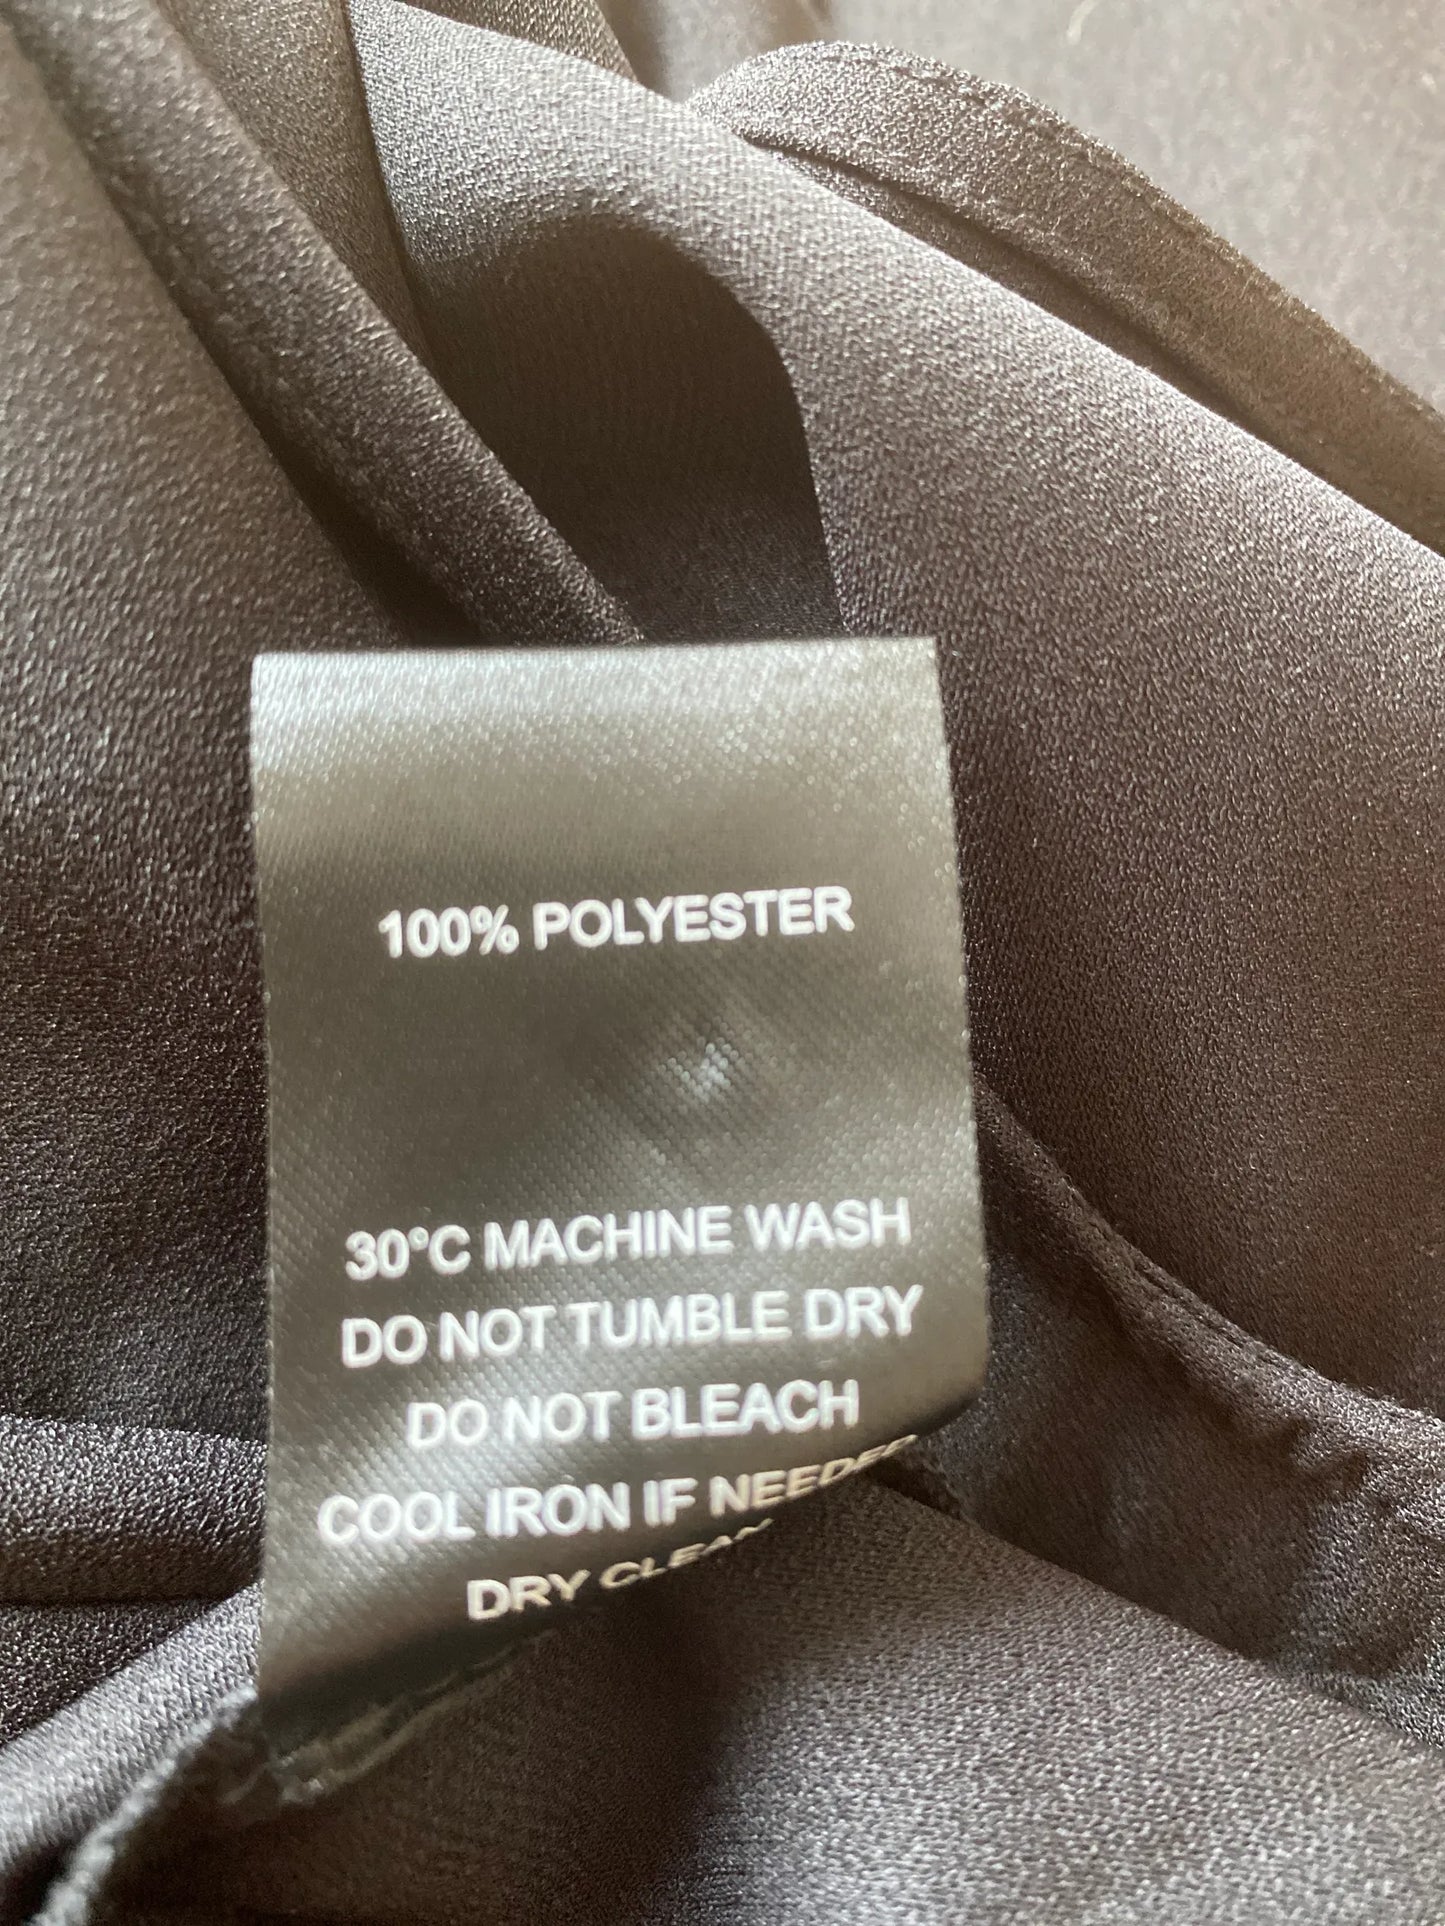 100% POLYESTER
30°C MACHINE WASH
DO NOT TUMBLE DRY
DO NOT BLEACH
COOL IRON IF NEEDED
DRY CLEAN